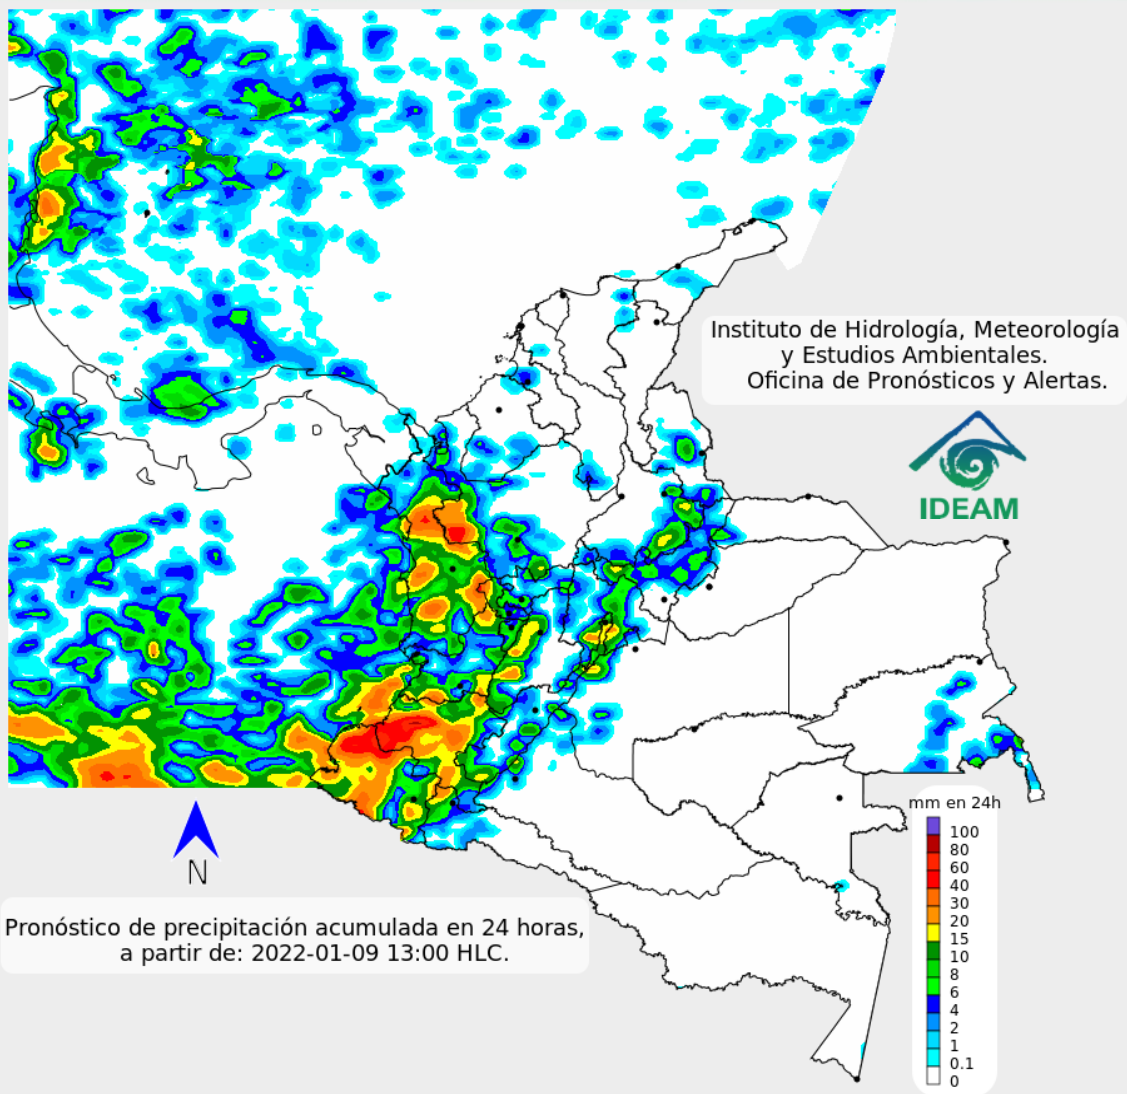 Instituto de Hidrología, Meteorología
y Estudios Ambientales.
Oficina de Pronósticos y Alertas.
IDEAM
N
Pronóstico de precipitación acumulada en 24 horas,
a partir de: 2022-01-09 13:00 HLC.
mm en 24h
100
80
60
40
30
20
15
10
8
6
4
2
1
0.1
0